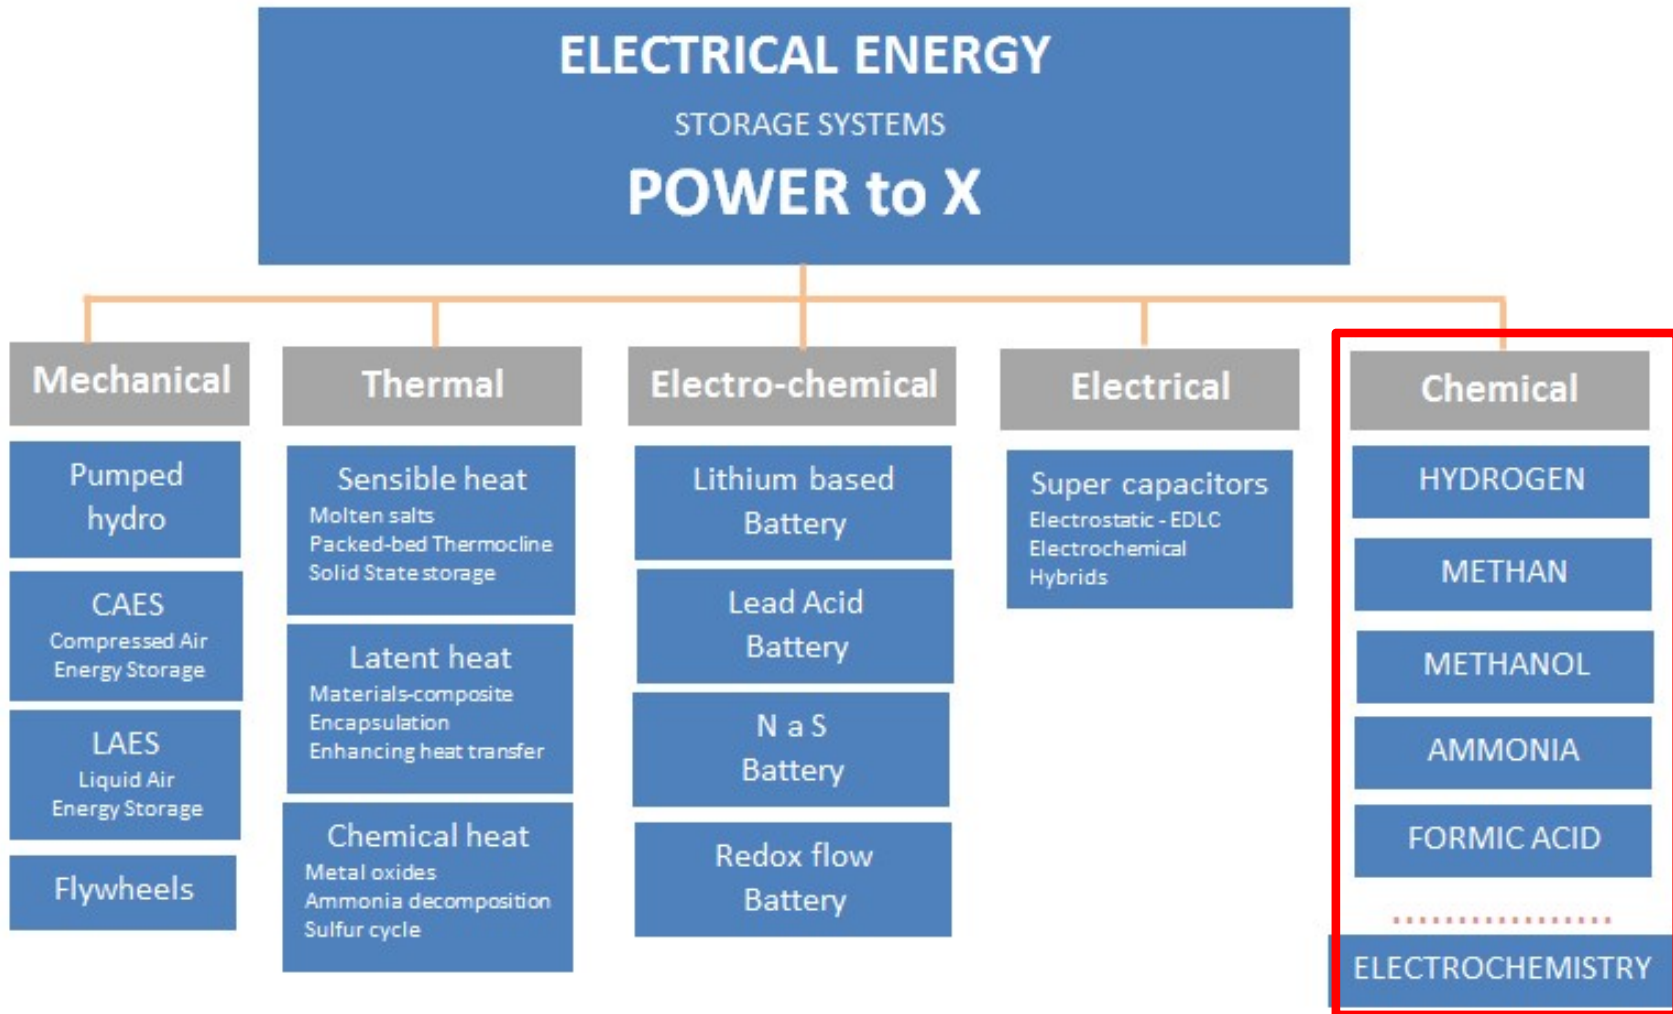 ELECTRICAL ENERGY
STORAGE SYSTEMS
POWER to X
Mechanical
Pumped
hydro
CAES
Compressed Air
Energy Storage
LAES
Liquid Air
Energy Storage
Flywheels
Thermal
Sensible heat
Molten salts
Packed-bed Thermocline
Solid State storage
Latent heat
Materials-composite
Encapsulation
Enhancing heat transfer
Chemical heat
Metal oxides
Ammonia decomposition
Sulfur cycle
Electro-chemical
Lithium based
Battery
Lead Acid
Battery
N a S
Battery
Redox flow
Battery
Electrical
Super capacitors
Electrostatic - EDLC
Electrochemical
Hybrids
Chemical
HYDROGEN
METHAN
METHANOL
AMMONIA
FORMIC ACID
.................
ELECTROCHEMISTRY